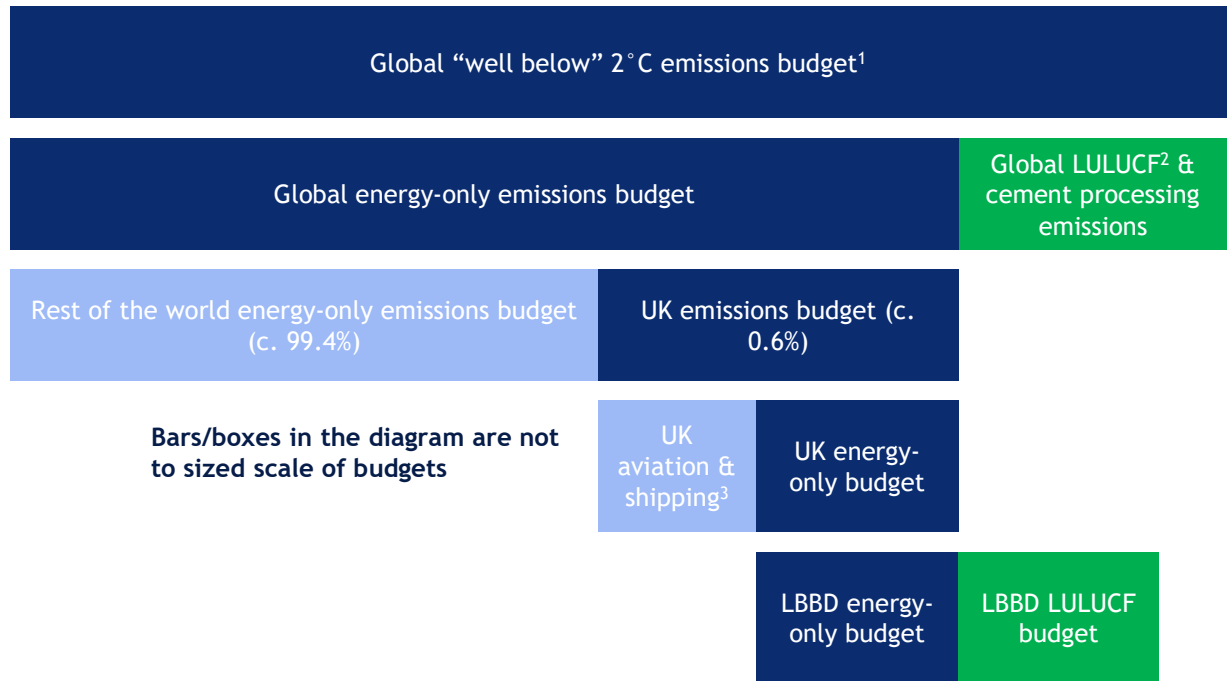 Global “well below” 2°C emissions budget¹
Global energy-only emissions budget
Global LULUCF² &
cement processing
emissions
Rest of the world energy-only emissions budget
(c. 99.4%)
UK emissions budget (c.
0.6%)
Bars/boxes in the diagram are not
to sized scale of budgets
UK
aviation &
shipping³
UK energy-
only budget
LBBD energy-
only budget
LBBD LULUCF
budget